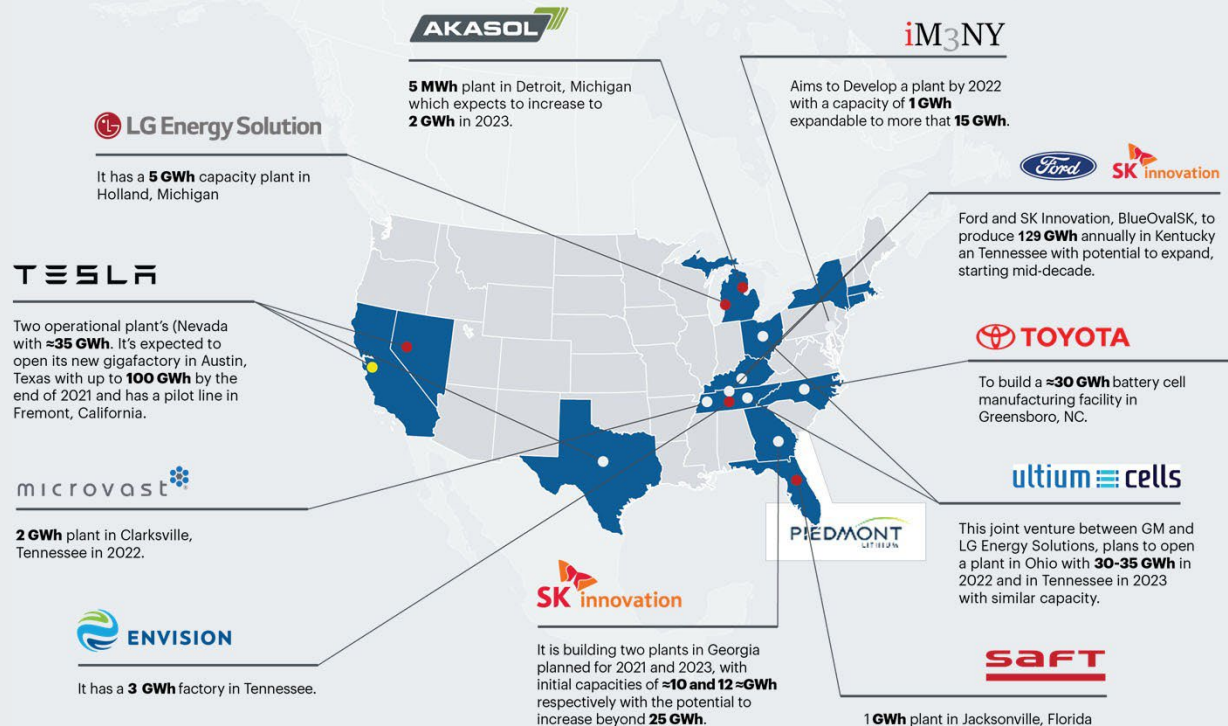 AKASOL
5 MWh plant in Detroit, Michigan
which expects to increase to
2 GWh in 2023.
iM3NY
Aims to Develop a plant by 2022
with a capacity of 1 GWh
expandable to more that 15 GWh.
LG Energy Solution
It has a 5 GWh capacity plant in
Holland, Michigan
Ford SK innovation
Ford and SK Innovation, BlueOvalSK, to
produce 129 GWh annually in Kentucky
an Tennessee with potential to expand,
starting mid-decade.
TESLA
Two operational plant's (Nevada
with ≈35 GWh. It's expected to
open its new gigafactory in Austin,
Texas with up to 100 GWh by the
end of 2021 and has a pilot line in
Fremont, California.
TOYOTA
To build a ≈30 GWh battery cell
manufacturing facility in
Greensboro, NC.
microvast
2 GWh plant in Clarksville,
Tennessee in 2022.
ultium cells
This joint venture between GM and
LG Energy Solutions, plans to open
a plant in Ohio with 30-35 GWh in
2022 and in Tennessee in 2023
with similar capacity.
PIEDMONT
LITHIUM
ENVISION
It has a 3 GWh factory in Tennessee.
SK innovation
It is building two plants in Georgia
planned for 2021 and 2023, with
initial capacities of ≈10 and 12 ≈GWh
respectively with the potential to
increase beyond 25 GWh.
SAFT
1 GWh plant in Jacksonville, Florida